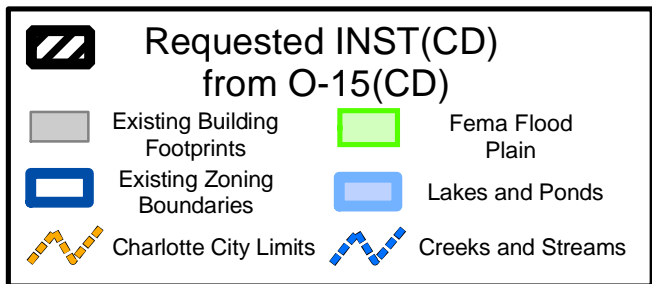 Requested INST(CD)
from O-15(CD)
Existing Building
Footprints
Fema Flood
Plain
Existing Zoning
Boundaries
Lakes and Ponds
Charlotte City Limits
Creeks and Streams